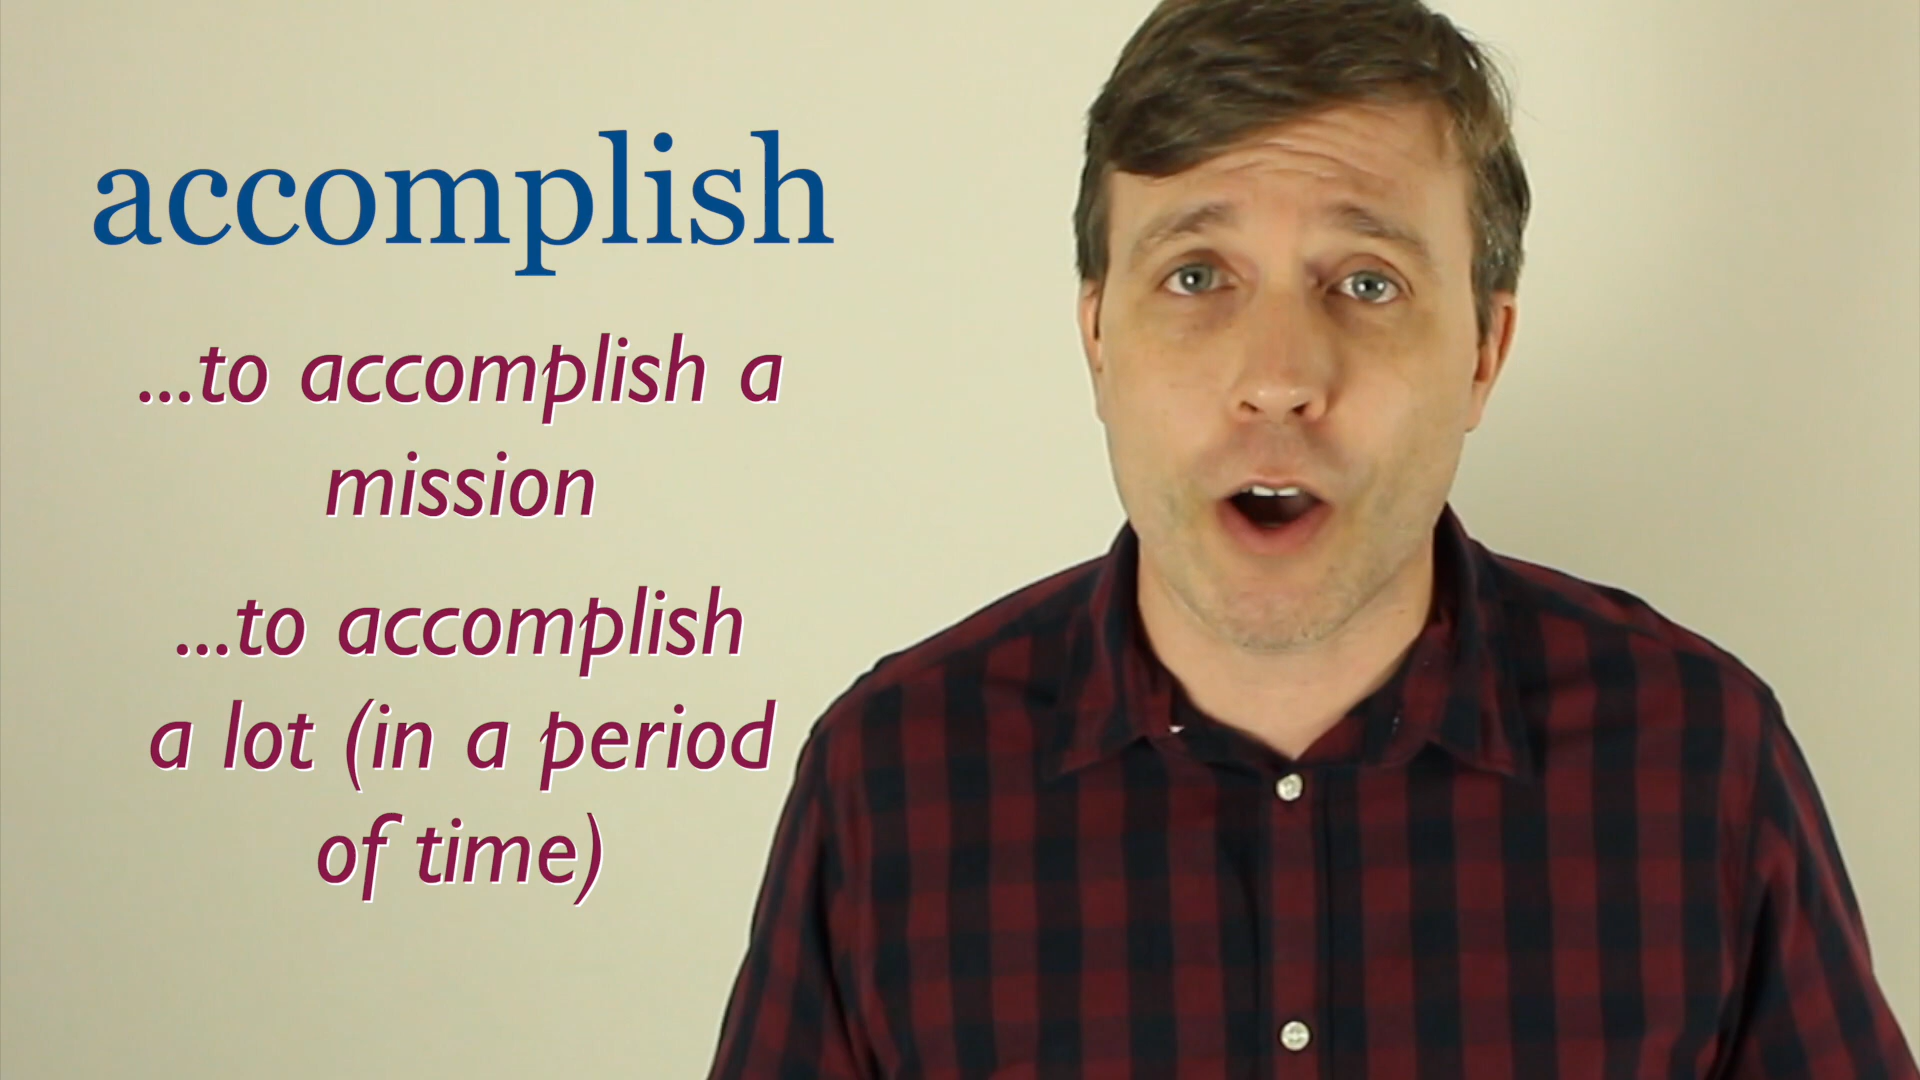 accomplish
...to accomplish a
mission
...to accomplish
a lot (in a period
of time)